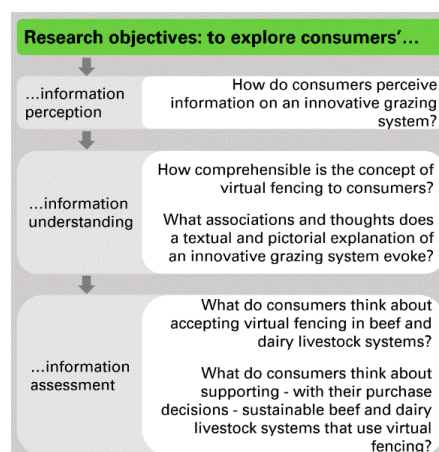 Research objectives: to explore consumers’…
…information
perception
How do consumers perceive
information on an innovative grazing
system?
…information
understanding
How comprehensible is the concept of
virtual fencing to consumers?
What associations and thoughts does
a textual and pictorial explanation of
an innovative grazing system evoke?
…information
assessment
What do consumers think about
accepting virtual fencing in beef and
dairy livestock systems?
What do consumers think about
supporting - with their purchase
decisions - sustainable beef and dairy
livestock systems that use virtual
fencing?